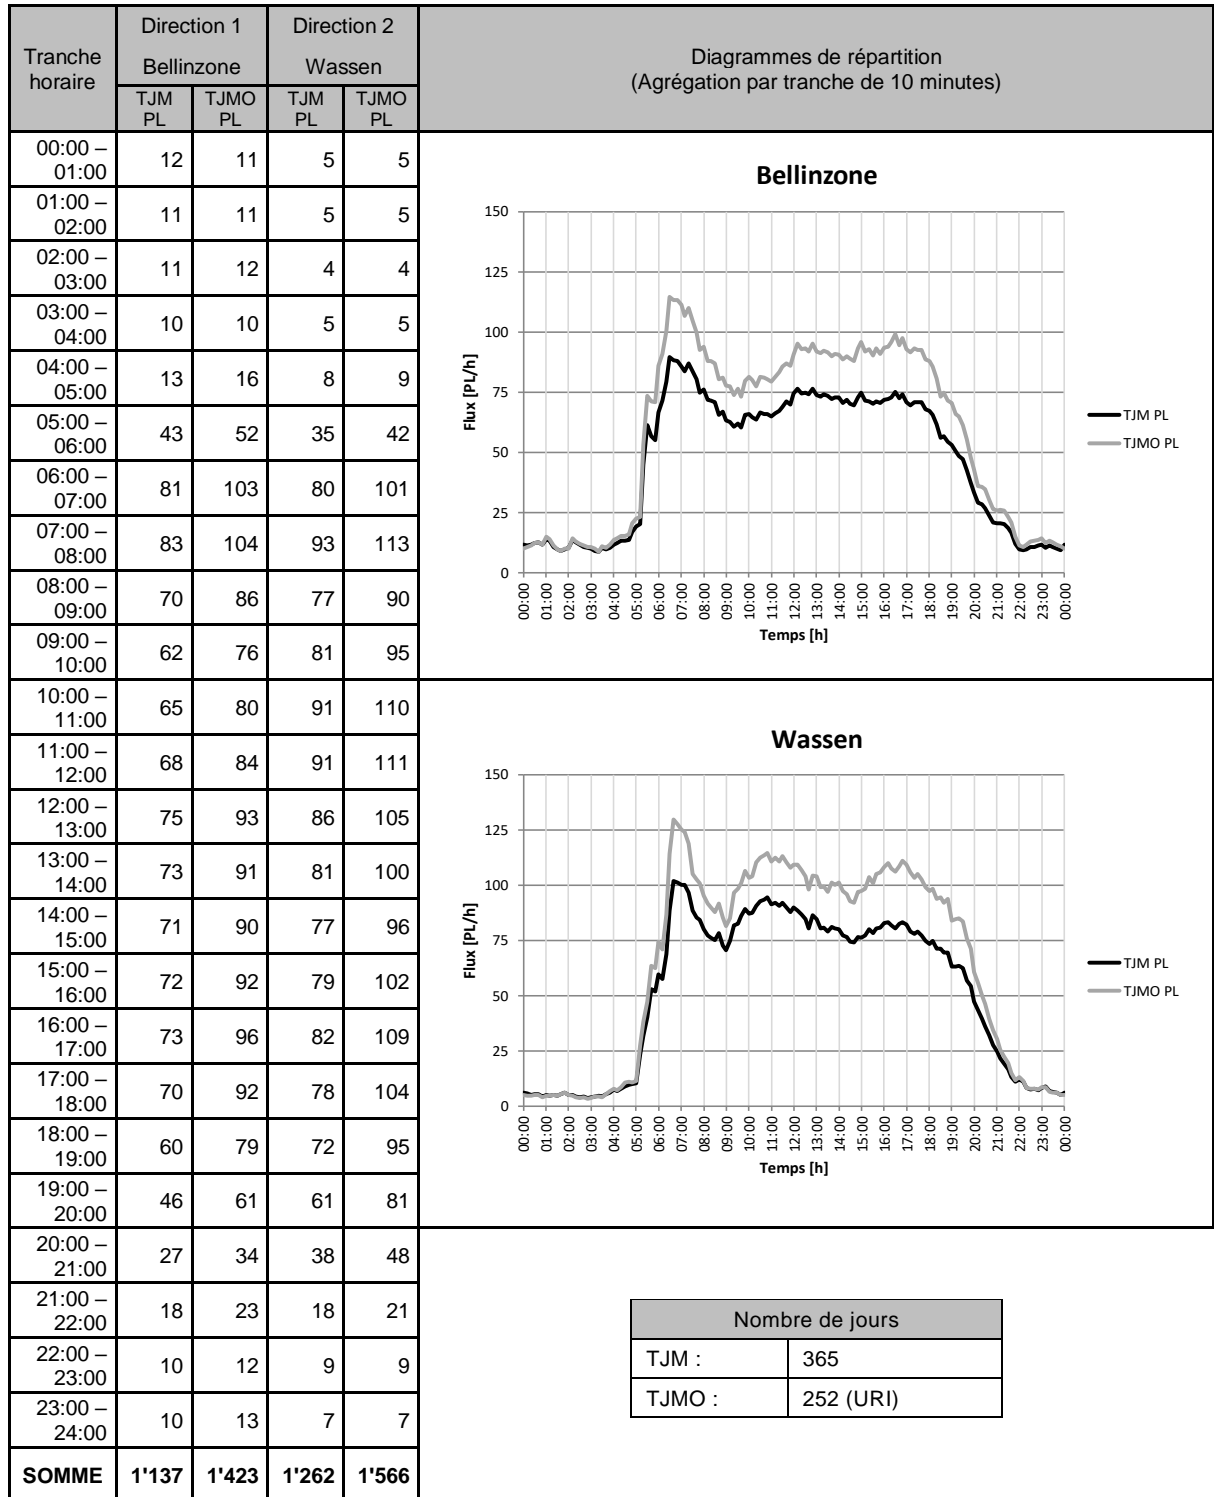 Tranche horaire
Direction 1
Bellinzone
Direction 2
Wassen
Diagrammes de répartition
(Agrégation par tranche de 10 minutes)
TJM PL
TJMO PL
TJM PL
TJMO PL
00:00 – 01:00 12 11 5 5
01:00 – 02:00 11 11 5 5
02:00 – 03:00 11 12 4 4
03:00 – 04:00 10 10 5 5
04:00 – 05:00 13 16 8 9
05:00 – 06:00 43 52 35 42
06:00 – 07:00 81 103 80 101
07:00 – 08:00 83 104 93 113
08:00 – 09:00 70 86 77 90
09:00 – 10:00 62 76 81 95
10:00 – 11:00 65 80 91 110
11:00 – 12:00 68 84 91 111
12:00 – 13:00 75 93 86 105
13:00 – 14:00 73 91 81 100
14:00 – 15:00 71 90 77 96
15:00 – 16:00 72 92 79 102
16:00 – 17:00 73 96 82 109
17:00 – 18:00 70 92 78 104
18:00 – 19:00 60 79 72 95
19:00 – 20:00 46 61 61 81
20:00 – 21:00 27 34 38 48
21:00 – 22:00 18 23 18 21
22:00 – 23:00 10 12 9 9
23:00 – 24:00 10 13 7 7
SOMME 1'137 1'423 1'262 1'566
Bellinzone
150
125
100
75
50
25
0
Flux [PL/h]
00:00 01:00 02:00 03:00 04:00 05:00 06:00 07:00 08:00 09:00 10:00 11:00 12:00 13:00 14:00 15:00 16:00 17:00 18:00 19:00 20:00 21:00 22:00 23:00 00:00
Temps [h]
TJM PL
TJMO PL
Wassen
150
125
100
75
50
25
0
Flux [PL/h]
00:00 01:00 02:00 03:00 04:00 05:00 06:00 07:00 08:00 09:00 10:00 11:00 12:00 13:00 14:00 15:00 16:00 17:00 18:00 19:00 20:00 21:00 22:00 23:00 00:00
Temps [h]
TJM PL
TJMO PL
Nombre de jours
TJM : 365
TJMO : 252 (URI)